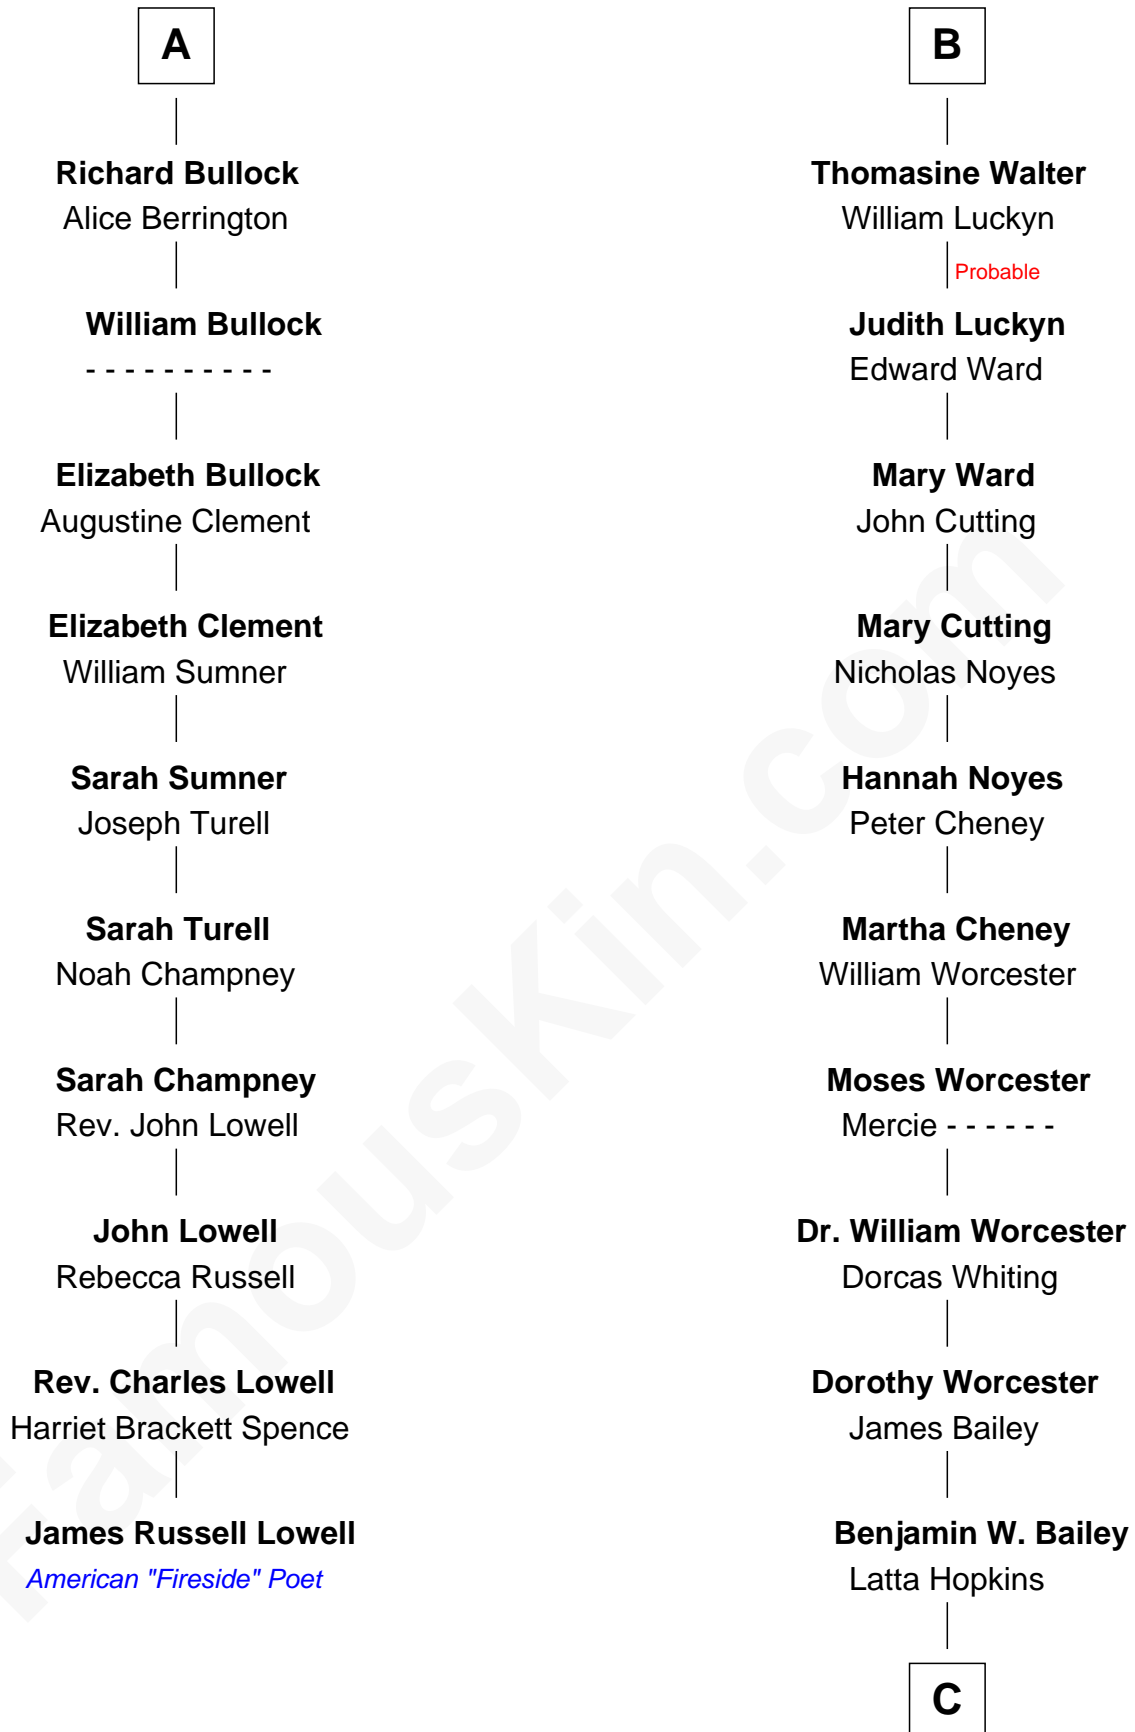 A
Richard Bullock
Alice Berrington
William Bullock
- - - - - - - - - -
Elizabeth Bullock
Augustine Clement
Elizabeth Clement
William Sumner
Sarah Sumner
Joseph Turell
Sarah Turell
Noah Champney
Sarah Champney
Rev. John Lowell
John Lowell
Rebecca Russell
Rev. Charles Lowell
Harriet Brackett Spence
James Russell Lowell
American "Fireside" Poet
B
Thomasine Walter
William Luckyn
Probable
Judith Luckyn
Edward Ward
Mary Ward
John Cutting
Mary Cutting
Nicholas Noyes
Hannah Noyes
Peter Cheney
Martha Cheney
William Worcester
Moses Worcester
Mercie - - - - - -
Dr. William Worcester
Dorcas Whiting
Dorothy Worcester
James Bailey
Benjamin W. Bailey
Latta Hopkins
C
FamousKin.com